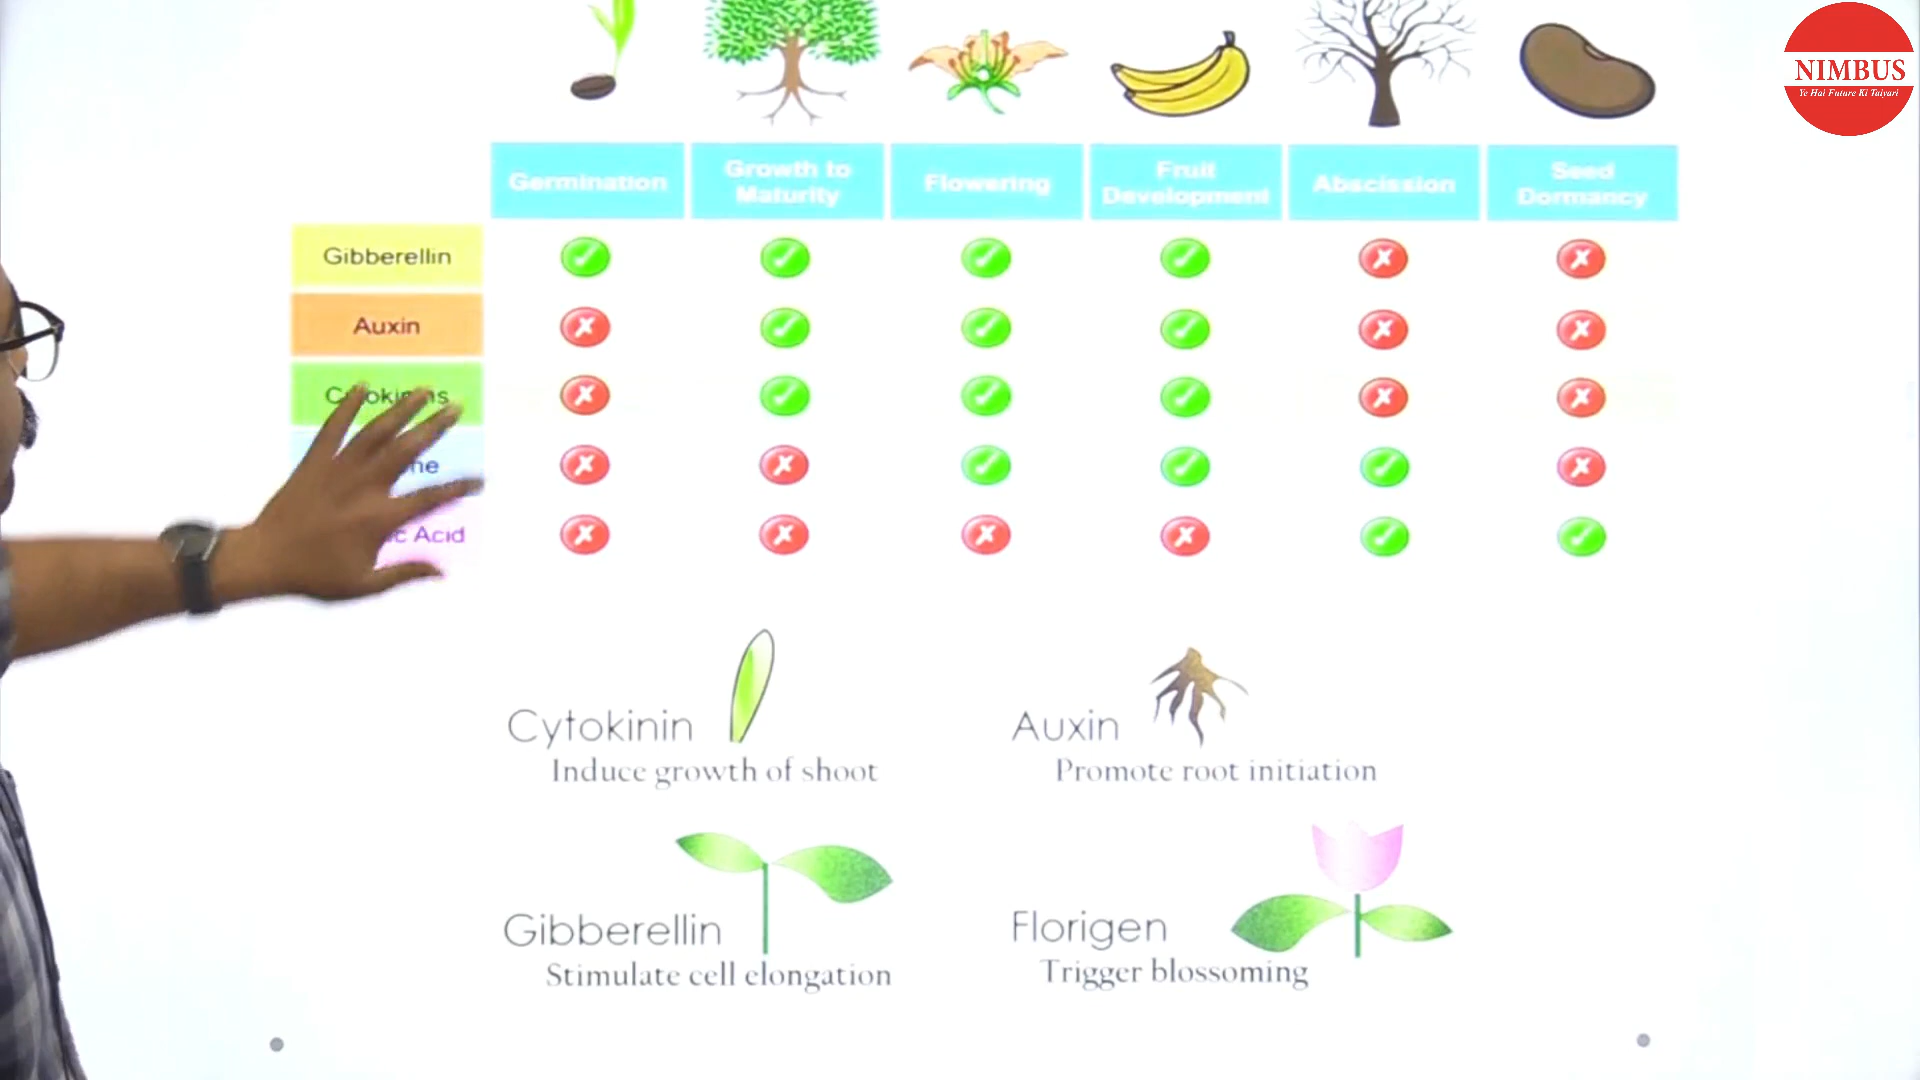 NIMBUS
Ye Hai Future Ki Taiyari
Germination
Growth to
Maturity
Flowering
Fruit
Development
Abscission
Seed
Dormancy
Gibberellin
Auxin
Acid
Cytokinin
Induce growth of shoot
Auxin
Promote root initiation
Gibberellin
Stimulate cell elongation
Florigen
Trigger blossoming